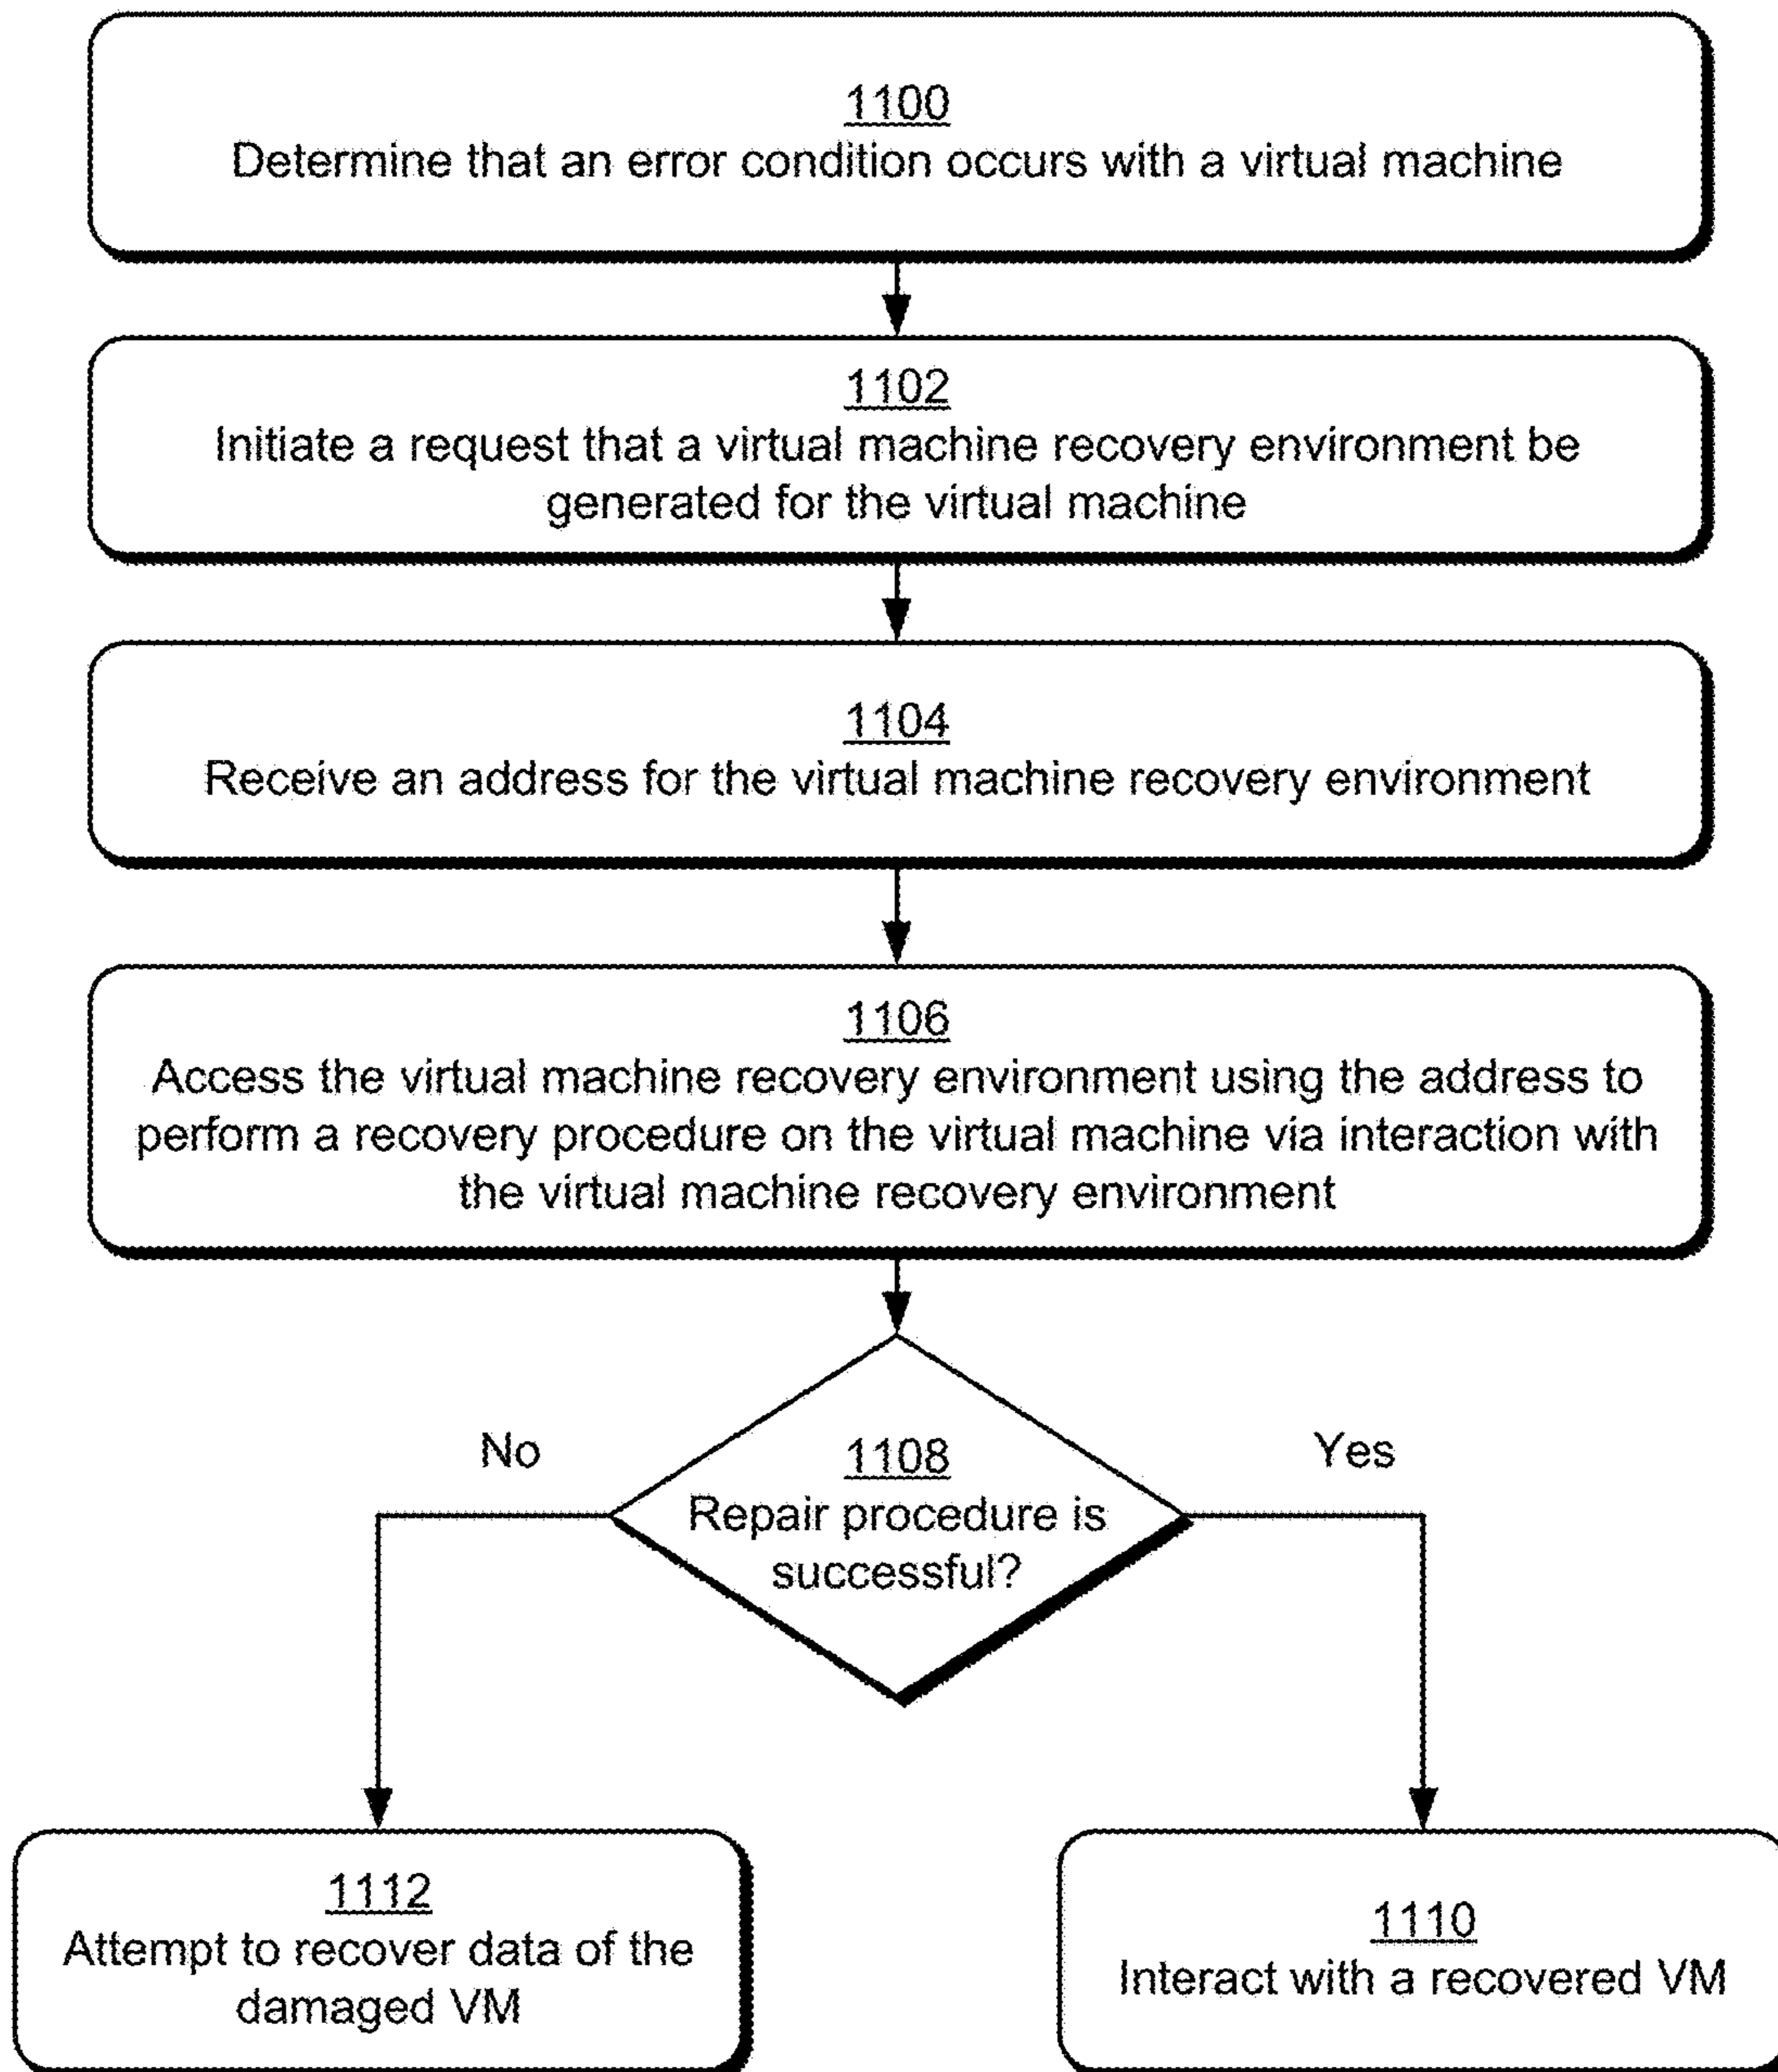 1100
Determine that an error condition occurs with a virtual machine
1102
Initiate a request that a virtual machine recovery environment be
generated for the virtual machine
1104
Receive an address for the virtual machine recovery environment
1106
Access the virtual machine recovery environment using the address to
perform a recovery procedure on the virtual machine via interaction with
the virtual machine recovery environment
No
Yes
1108
Repair procedure is
successful?
1112
Attempt to recover data of the
damaged VM
1110
Interact with a recovered VM